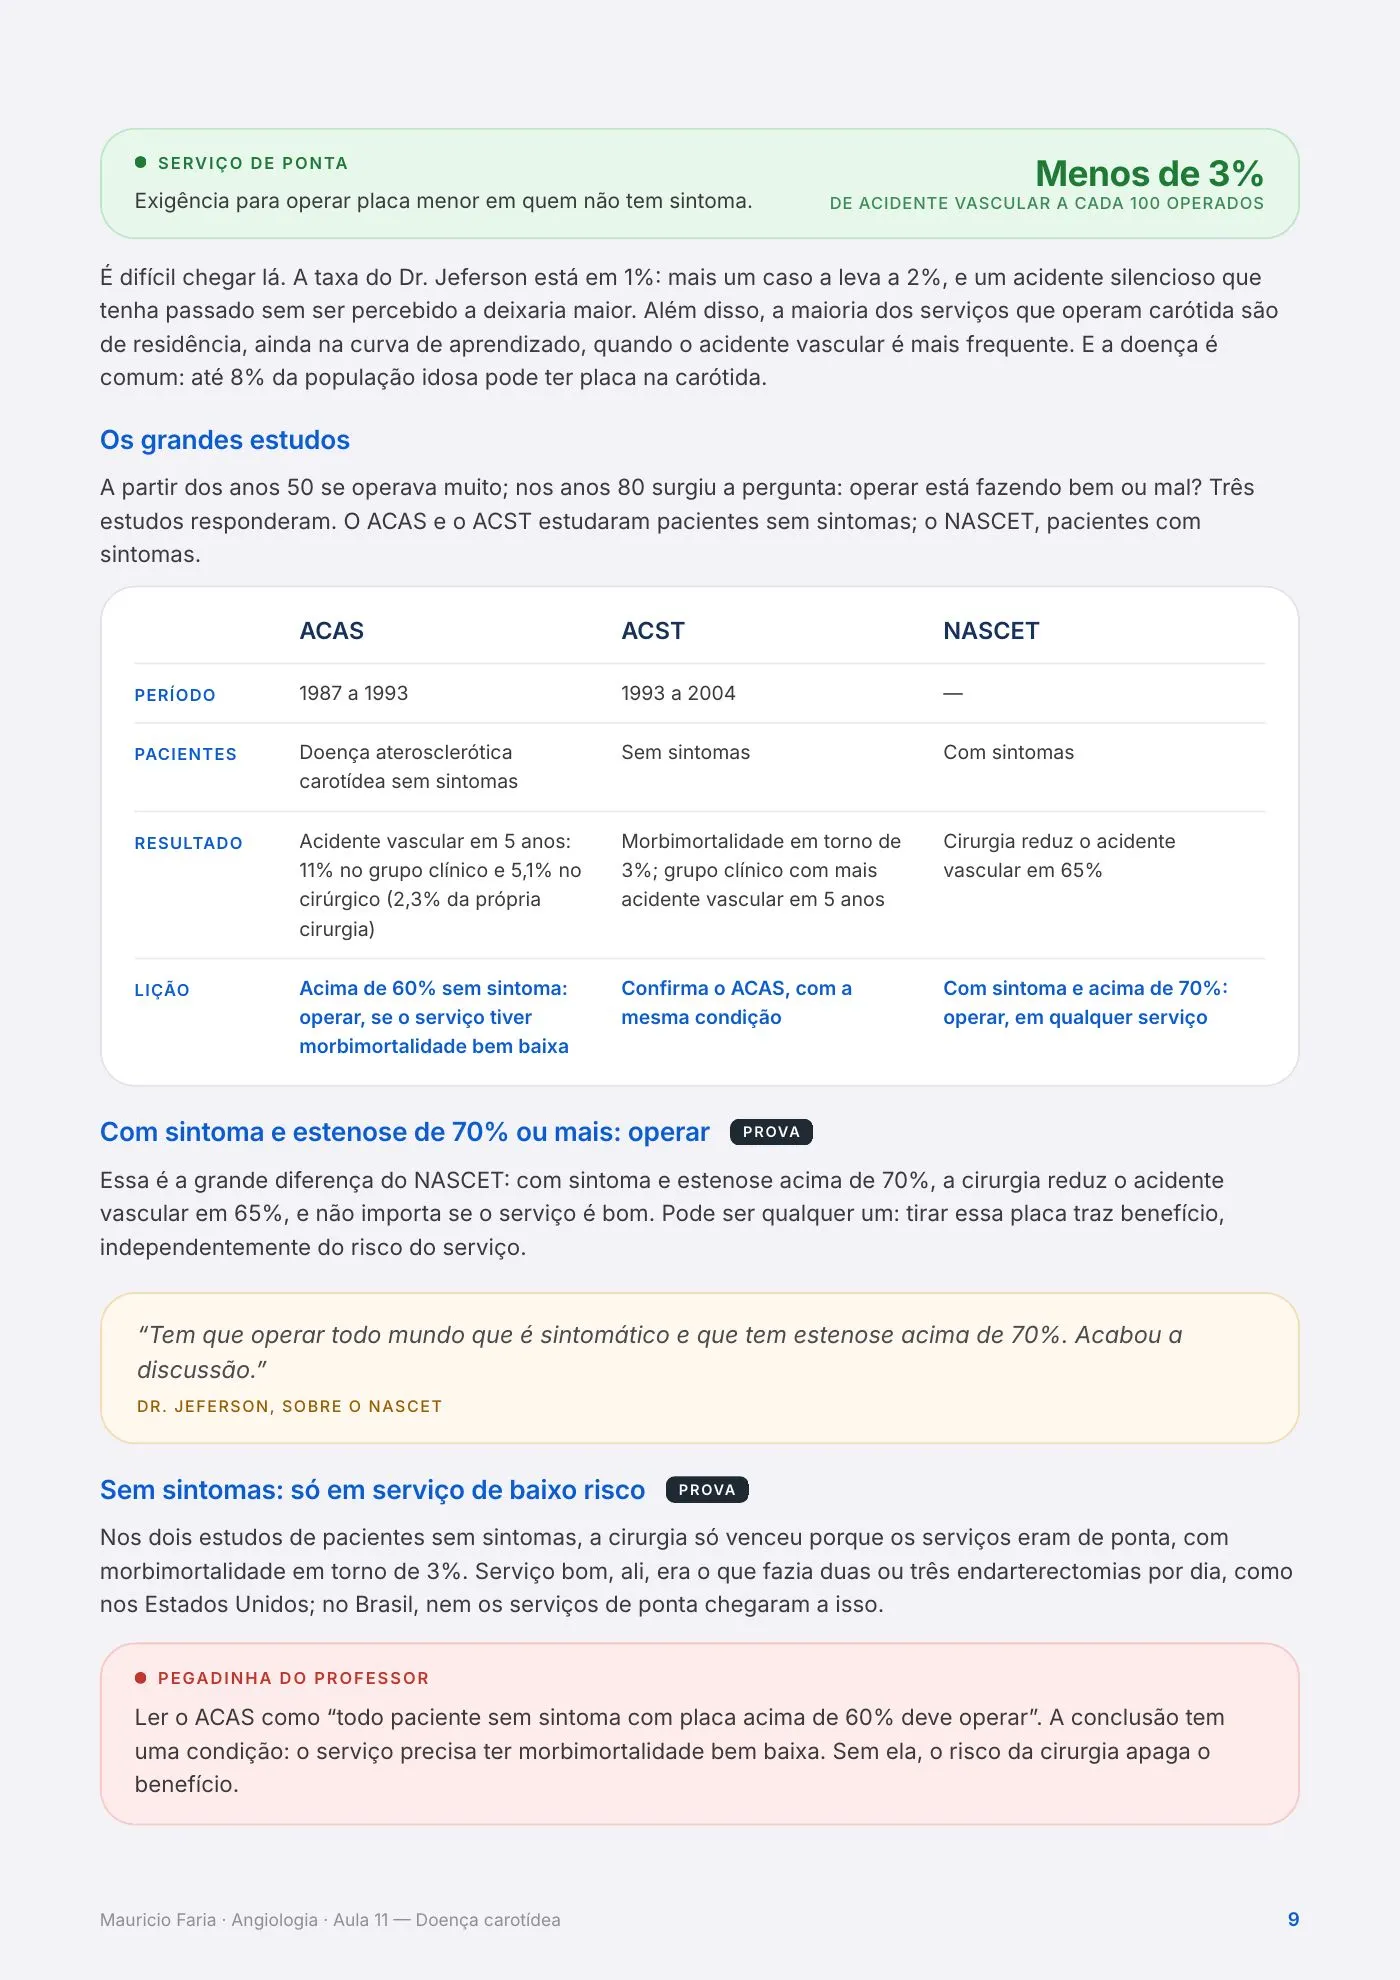 SERVIÇO DE PONTA
Exigência para operar placa menor em quem não tem sintoma.
Menos de 3%
DE ACIDENTE VASCULAR A CADA 100 OPERADOS
É difícil chegar lá. A taxa do Dr. Jeferson está em 1%: mais um caso a leva a 2%, e um acidente silencioso que
tenha passado sem ser percebido a deixaria maior. Além disso, a maioria dos serviços que operam carótida são
de residência, ainda na curva de aprendizado, quando o acidente vascular é mais frequente. E a doença é
comum: até 8% da população idosa pode ter placa na carótida.
Os grandes estudos
A partir dos anos 50 se operava muito; nos anos 80 surgiu a pergunta: operar está fazendo bem ou mal? Três
estudos responderam. O ACAS e o ACST estudaram pacientes sem sintomas; o NASCET, pacientes com
sintomas.
ACAS ACST NASCET
PERÍODO 1987 a 1993 1993 a 2004 —
PACIENTES Doença aterosclerótica Sem sintomas Com sintomas
carotídea sem sintomas
RESULTADO Acidente vascular em 5 anos: Morbimortalidade em torno de Cirurgia reduz o acidente
11% no grupo clínico e 5,1% no 3%; grupo clínico com mais vascular em 65%
cirúrgico (2,3% da própria acidente vascular em 5 anos
cirurgia)
LIÇÃO Acima de 60% sem sintoma: Confirma o ACAS, com a Com sintoma e acima de 70%:
operar, se o serviço tiver mesma condição operar, em qualquer serviço
morbimortalidade bem baixa
Com sintoma e estenose de 70% ou mais: operar PROVA
Essa é a grande diferença do NASCET: com sintoma e estenose acima de 70%, a cirurgia reduz o acidente
vascular em 65%, e não importa se o serviço é bom. Pode ser qualquer um: tirar essa placa traz benefício,
independentemente do risco do serviço.
“Tem que operar todo mundo que é sintomático e que tem estenose acima de 70%. Acabou a
discussão.”
DR. JEFERSON, SOBRE O NASCET
Sem sintomas: só em serviço de baixo risco PROVA
Nos dois estudos de pacientes sem sintomas, a cirurgia só venceu porque os serviços eram de ponta, com
morbimortalidade em torno de 3%. Serviço bom, ali, era o que fazia duas ou três endarterectomias por dia, como
nos Estados Unidos; no Brasil, nem os serviços de ponta chegaram a isso.
PEGADINHA DO PROFESSOR
Ler o ACAS como “todo paciente sem sintoma com placa acima de 60% deve operar”. A conclusão tem
uma condição: o serviço precisa ter morbimortalidade bem baixa. Sem ela, o risco da cirurgia apaga o
benefício.
Mauricio Faria · Angiologia · Aula 11 — Doença carotídea 9